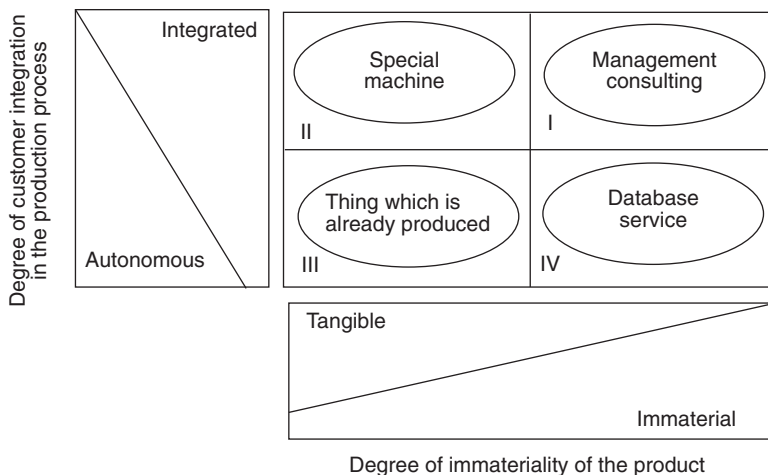 Degree of customer integration
in the production process
Integrated
Autonomous
Special
machine
II
Management
consulting
I
Thing which is
already produced
III
Database
service
IV
Tangible
Immaterial
Degree of immateriality of the product